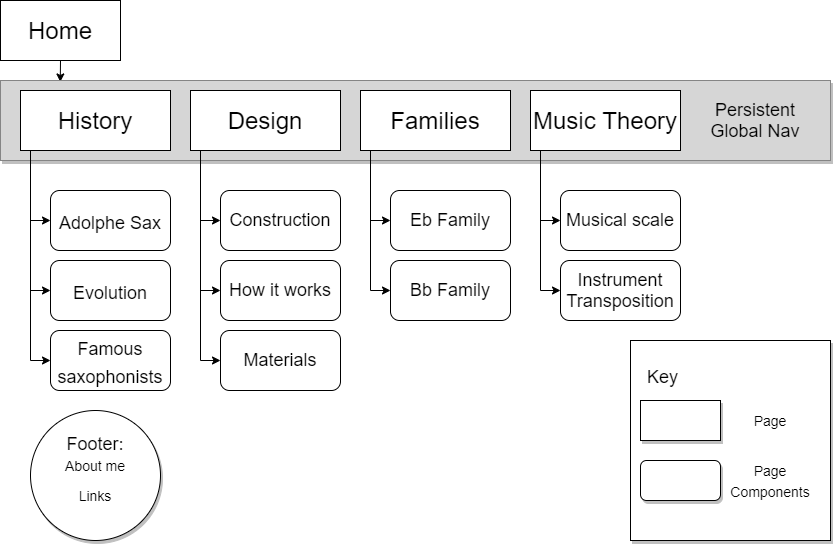 Home
History
Design
Families
Music Theory
Persistent
Global Nav
Adolphe Sax
Evolution
Famous
saxophonists
Construction
How it works
Materials
Eb Family
Bb Family
Musical scale
Instrument
Transposition
Footer:
About me
Links
Key
Page
Page
Components